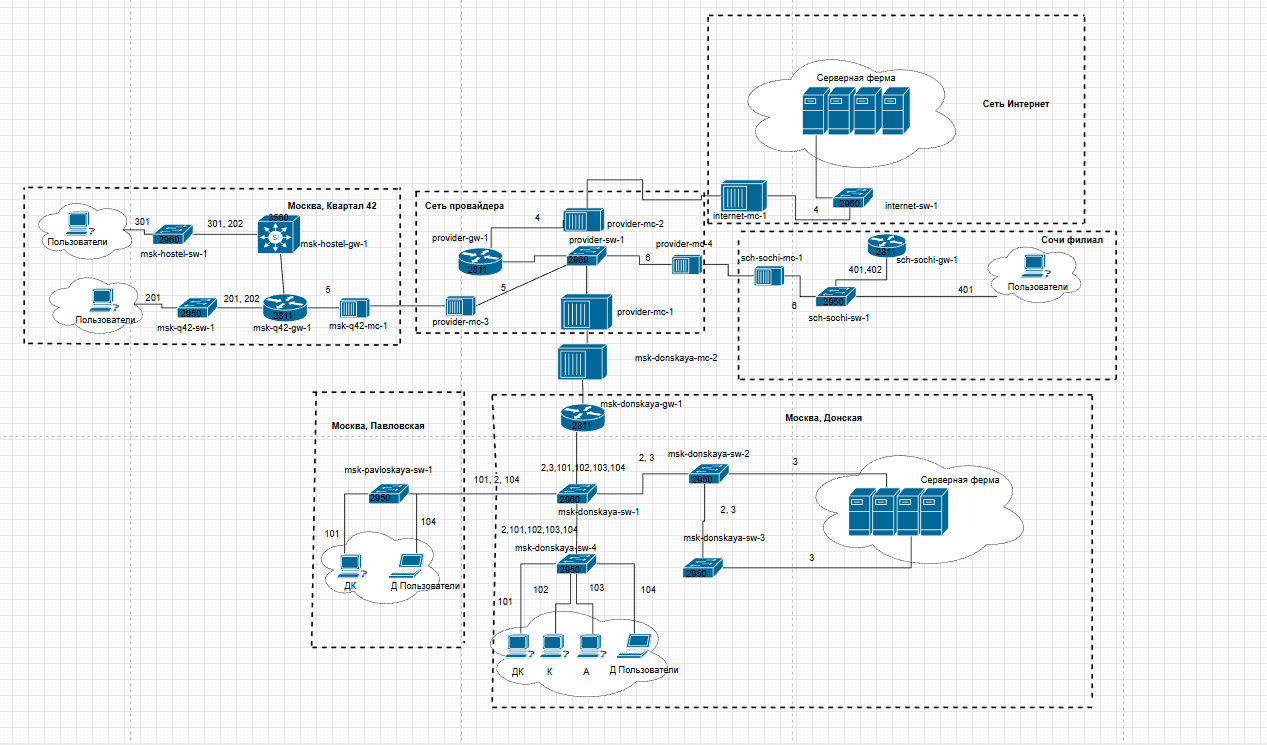 Серверная ферма
Сеть Интернет
internet-mc-1
4
2960
internet-sw-1
Москва, Квартал 42
301
Пользователи
2960
msk-hostel-sw-1
301, 202
3560
Si
msk-hostel-gw-1
201
Пользователи
2950
msk-q42-sw-1
201, 202
2811
msk-q42-gw-1
5
msk-q42-mc-1
Сеть провайдера
4
provider-mc-2
provider-gw-1
2811
provider-sw-1
2960
6
provider-md-4
5
provider-mc-3
provider-mc-1
Сочи филиал
sch-sochi-mc-1
2811
sch-sochi-gw-1
401,402
6
2950
sch-sochi-sw-1
401
Пользователи
msk-donskaya-mc-2
msk-donskaya-gw-1
2811
Москва, Донская
Москва, Павловская
msk-pavloskaya-sw-1
2950
101
104
ДК
Д Пользователи
101, 2, 104
2,3,101,102,103,104
2960
msk-donskaya-sw-1
2, 3
msk-donskaya-sw-2
2950
3
Серверная ферма
2, 3
msk-donskaya-sw-3
2950
3
2,101,102,103,104
msk-donskaya-sw-4
2950
101
102
103
104
ДК
К
А
Д Пользователи